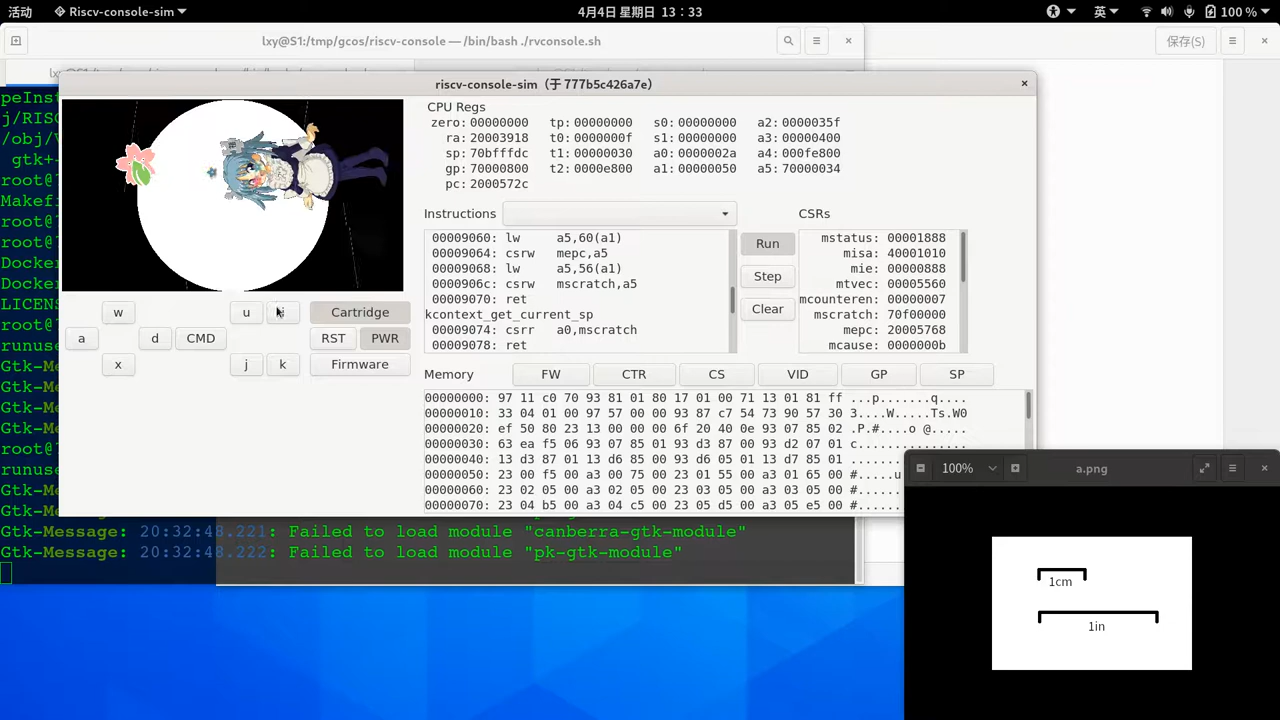 活动 Riscv-console-sim 4月4日 星期日 13：33 英 100 %
lxy@S1:/tmp/gcos/riscv-console — /bin/bash ./rvconsole.sh 保存(S)
riscv-console-sim（于 777b5c426a7e）
peInst
j/RISC
/obj/V
gtk+-
root@
Makefi
root@
root@
Docke
Docke
LICENS
root@
runuse
Gtk-Me
Gtk-Me
Gtk-Me
Gtk-Me
root@
runuse
Gtk-Me
Gtk-Me
Gtk-Me
Gtk-Message: 20:32:48.221: Failed to load module "canberra-gtk-module"
Gtk-Message: 20:32:48.222: Failed to load module "pk-gtk-module"
w u Cartridge
a d CMD RST PWR
x j k Firmware
CPU Regs
zero: 00000000 tp: 00000000 s0: 00000000 a2: 0000035f
ra: 20003918 t0: 0000000f s1: 00000000 a3: 00000400
sp: 70bfffdc t1: 00000030 a0: 0000002a a4: 000fe800
gp: 70000800 t2: 0000e800 a1: 00000050 a5: 70000034
pc: 2000572c
Instructions
00009060: lw a5,60(a1)
00009064: csrw mepc,a5
00009068: lw a5,56(a1)
0000906c: csrw mscratch,a5
00009070: ret
kcontext_get_current_sp
00009074: csrr a0,mscratch
00009078: ret
Run
Step
Clear
CSRs
mstatus: 00001888
misa: 40001010
mie: 00000888
mtvec: 00005560
mcounteren: 00000007
mscratch: 70f00000
mepc: 20005768
mcause: 0000000b
Memory FW CTR CS VID GP SP
00000000: 97 11 c0 70 93 81 01 80 17 01 00 71 13 01 81 ff ...p.......q....
00000010: 33 04 01 00 97 57 00 00 93 87 c7 54 73 90 57 30 3....W.....Ts.W0
00000020: ef 50 80 23 13 00 00 00 6f 20 40 0e 93 07 85 02 .P.#....o @.....
00000030: 63 ea f5 06 93 07 85 01 93 d3 87 00 93 d2 07 01 c...............
00000040: 13 d3 87 01 13 d6 85 00 93 d6 05 01 13 d7 85 01
00000050: 23 00 f5 00 a3 00 75 00 23 01 55 00 a3 01 65 00 #.....u
00000060: 23 02 05 00 a3 02 05 00 23 03 05 00 a3 03 05 00 #......
00000070: 23 04 b5 00 a3 04 c5 00 23 05 d5 00 a3 05 e5 00 #......
100% a.png
1cm
1in